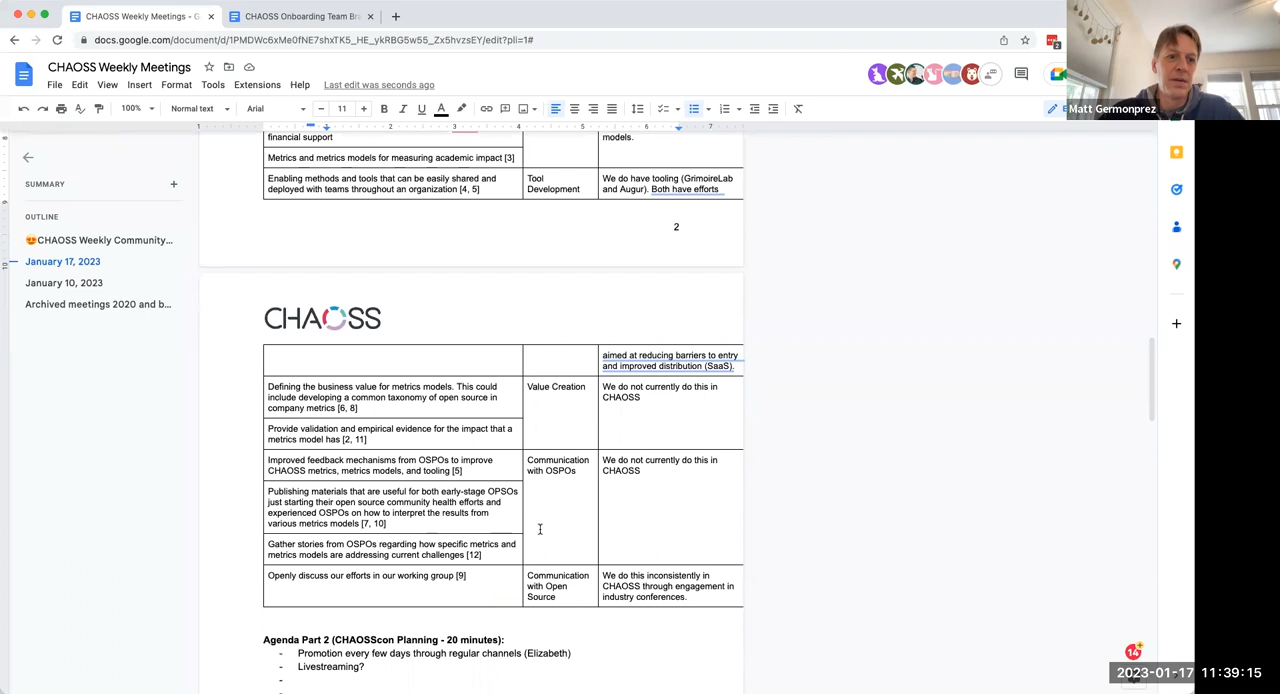 CHAOSS Weekly Meetings - G
CHAOSS Onboarding Team Bra
docs.google.com/document/d/1PMDWc6xMe0fNE7shxTK5_HE_ykRBG5w55_Zx5hvzsEY/edit?pli=1#
2
CHAOSS Weekly Meetings
File Edit View Insert Format Tools Extensions Help Last edit was seconds ago
Matt Germonprez
100% Normal text Arial 11
1 1 2 3 4 5 6 7
SUMMARY
OUTLINE
😍CHAOSS Weekly Community...
January 17, 2023
January 10, 2023
Archived meetings 2020 and b...
financial support
models.
Metrics and metrics models for measuring academic impact [3]
Enabling methods and tools that can be easily shared and
deployed with teams throughout an organization [4, 5]
Tool
Development
We do have tooling (GrimoireLab
and Augur). Both have efforts
2
CHAOSS
aimed at reducing barriers to entry
and improved distribution (SaaS).
Defining the business value for metrics models. This could
include developing a common taxonomy of open source in
company metrics [6, 8]
Value Creation
We do not currently do this in
CHAOSS
Provide validation and empirical evidence for the impact that a
metrics model has [2, 11]
Improved feedback mechanisms from OSPOs to improve
CHAOSS metrics, metrics models, and tooling [5]
Communication
with OSPOs
We do not currently do this in
CHAOSS
Publishing materials that are useful for both early-stage OPSOs
just starting their open source community health efforts and
experienced OSPOs on how to interpret the results from
various metrics models [7, 10]
Gather stories from OSPOs regarding how specific metrics and
metrics models are addressing current challenges [12]
Openly discuss our efforts in our working group [9]
Communication
with Open
Source
We do this inconsistently in
CHAOSS through engagement in
industry conferences.
Agenda Part 2 (CHAOSScon Planning - 20 minutes):
- Promotion every few days through regular channels (Elizabeth)
- Livestreaming?
-
-
14
2023-01-17 11:39:15